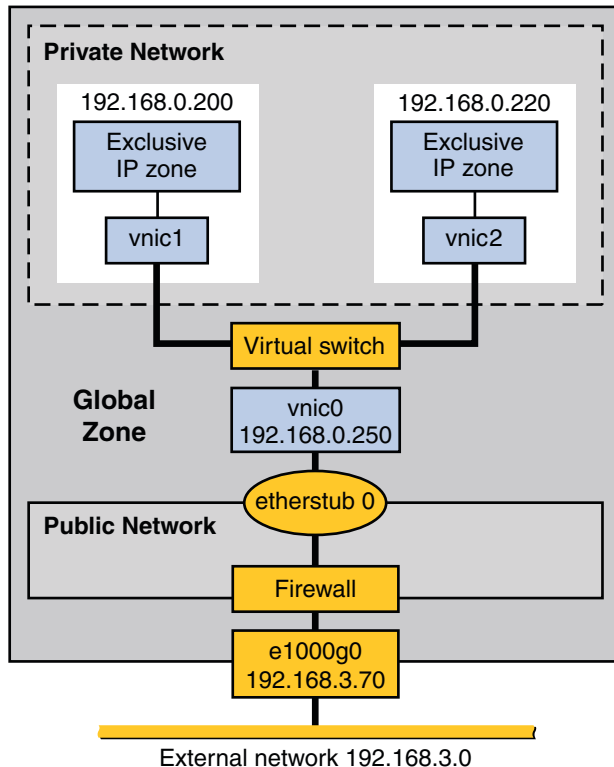 Private Network
192.168.0.200
192.168.0.220
Exclusive
IP zone
Exclusive
IP zone
vnic1
vnic2
Virtual switch
Global
Zone
vnic0
192.168.0.250
etherstub 0
Public Network
Firewall
e1000g0
192.168.3.70
External network 192.168.3.0